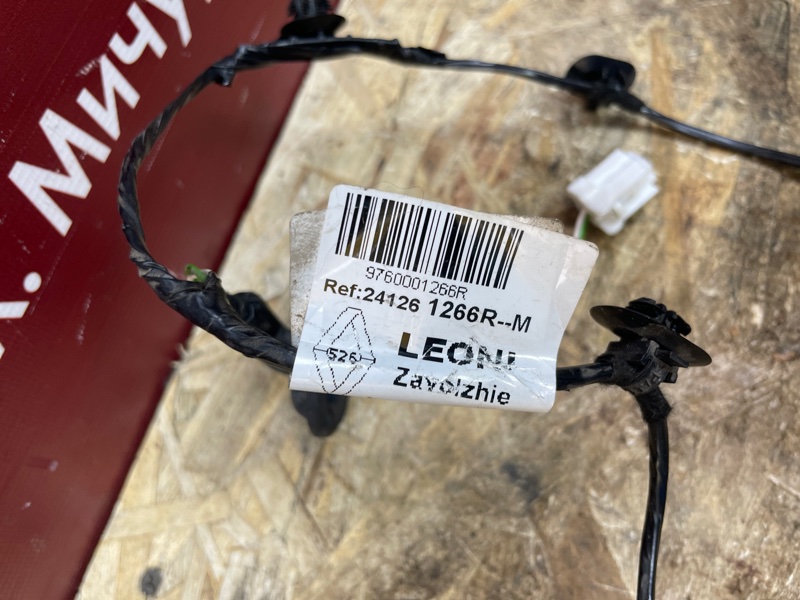 л. Мичу
9760001266R
Ref:24126 1266R--M
526
LEONI
Zavolzhie